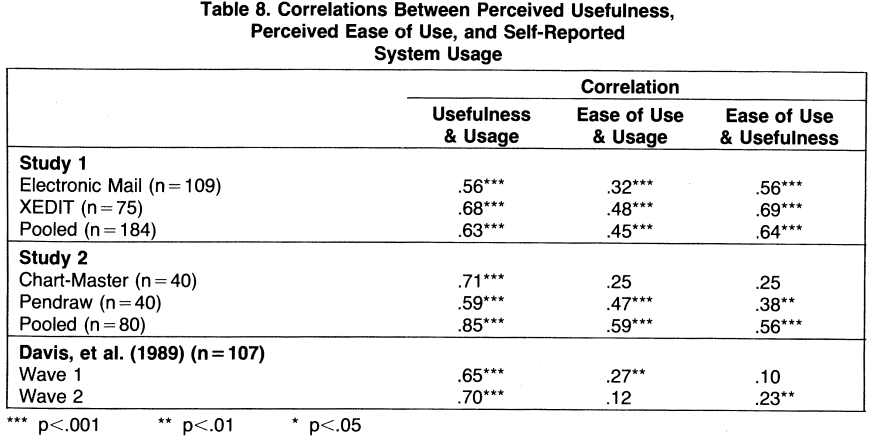 Table 8. Correlations Between Perceived Usefulness,
Perceived Ease of Use, and Self-Reported
System Usage
Correlation
Usefulness & Usage Ease of Use & Usage Ease of Use & Usefulness
Study 1
Electronic Mail (n=109) .56*** .32*** .56***
XEDIT (n=75) .68*** .48*** .69***
Pooled (n=184) .63*** .45*** .64***
Study 2
Chart-Master (n=40) .71*** .25 .25
Pendraw (n=40) .59*** .47*** .38**
Pooled (n=80) .85*** .59*** .56***
Davis, et al. (1989) (n=107)
Wave 1 .65*** .27** .10
Wave 2 .70*** .12 .23**
*** p<.001 ** p<.01 * p<.05